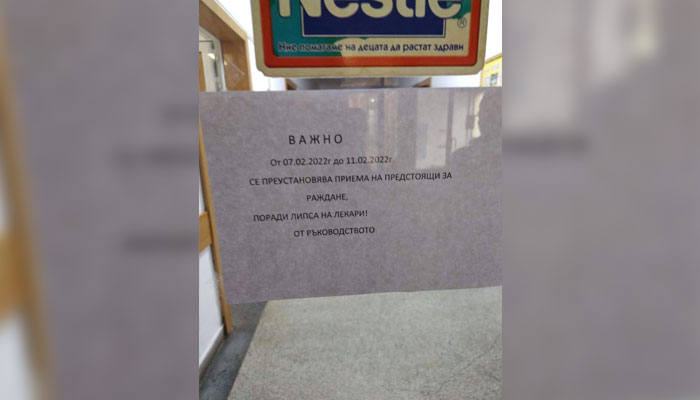 Nestlé
Ние помагаме на децата да растат здрави
ВАЖНО
От 07.02.2022г до 11.02.2022г
СЕ ПРЕУСТАНОВЯВА ПРИЕМА НА ПРЕДСТОЯЩИ ЗА
РАЖДАНЕ,
ПОРАДИ ЛИПСА НА ЛЕКАРИ!
ОТ РЪКОВОДСТВОТО